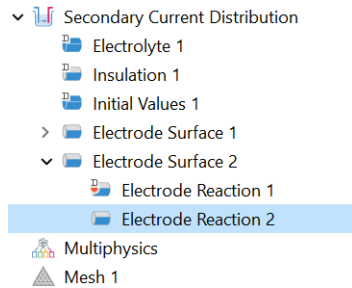 Secondary Current Distribution
D Electrolyte 1
D Insulation 1
D Initial Values 1
Electrode Surface 1
Electrode Surface 2
D Electrode Reaction 1
Electrode Reaction 2
Multiphysics
Mesh 1